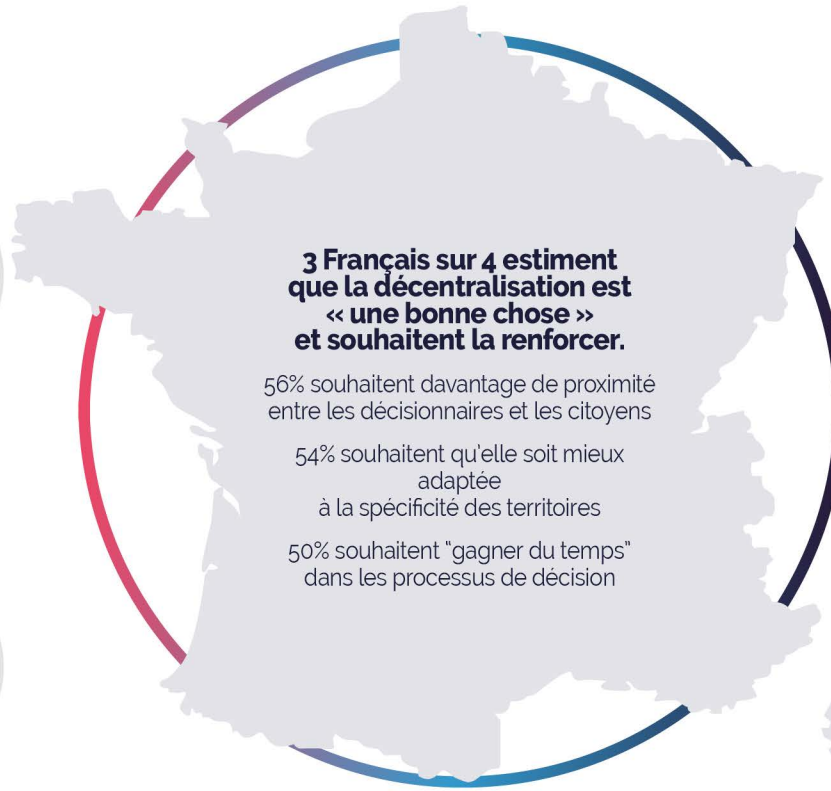 3 Français sur 4 estiment
que la décentralisation est
« une bonne chose »
et souhaitent la renforcer.
56% souhaitent davantage de proximité
entre les décisionnaires et les citoyens
54% souhaitent qu'elle soit mieux
adaptée
à la spécificité des territoires
50% souhaitent "gagner du temps"
dans les processus de décision